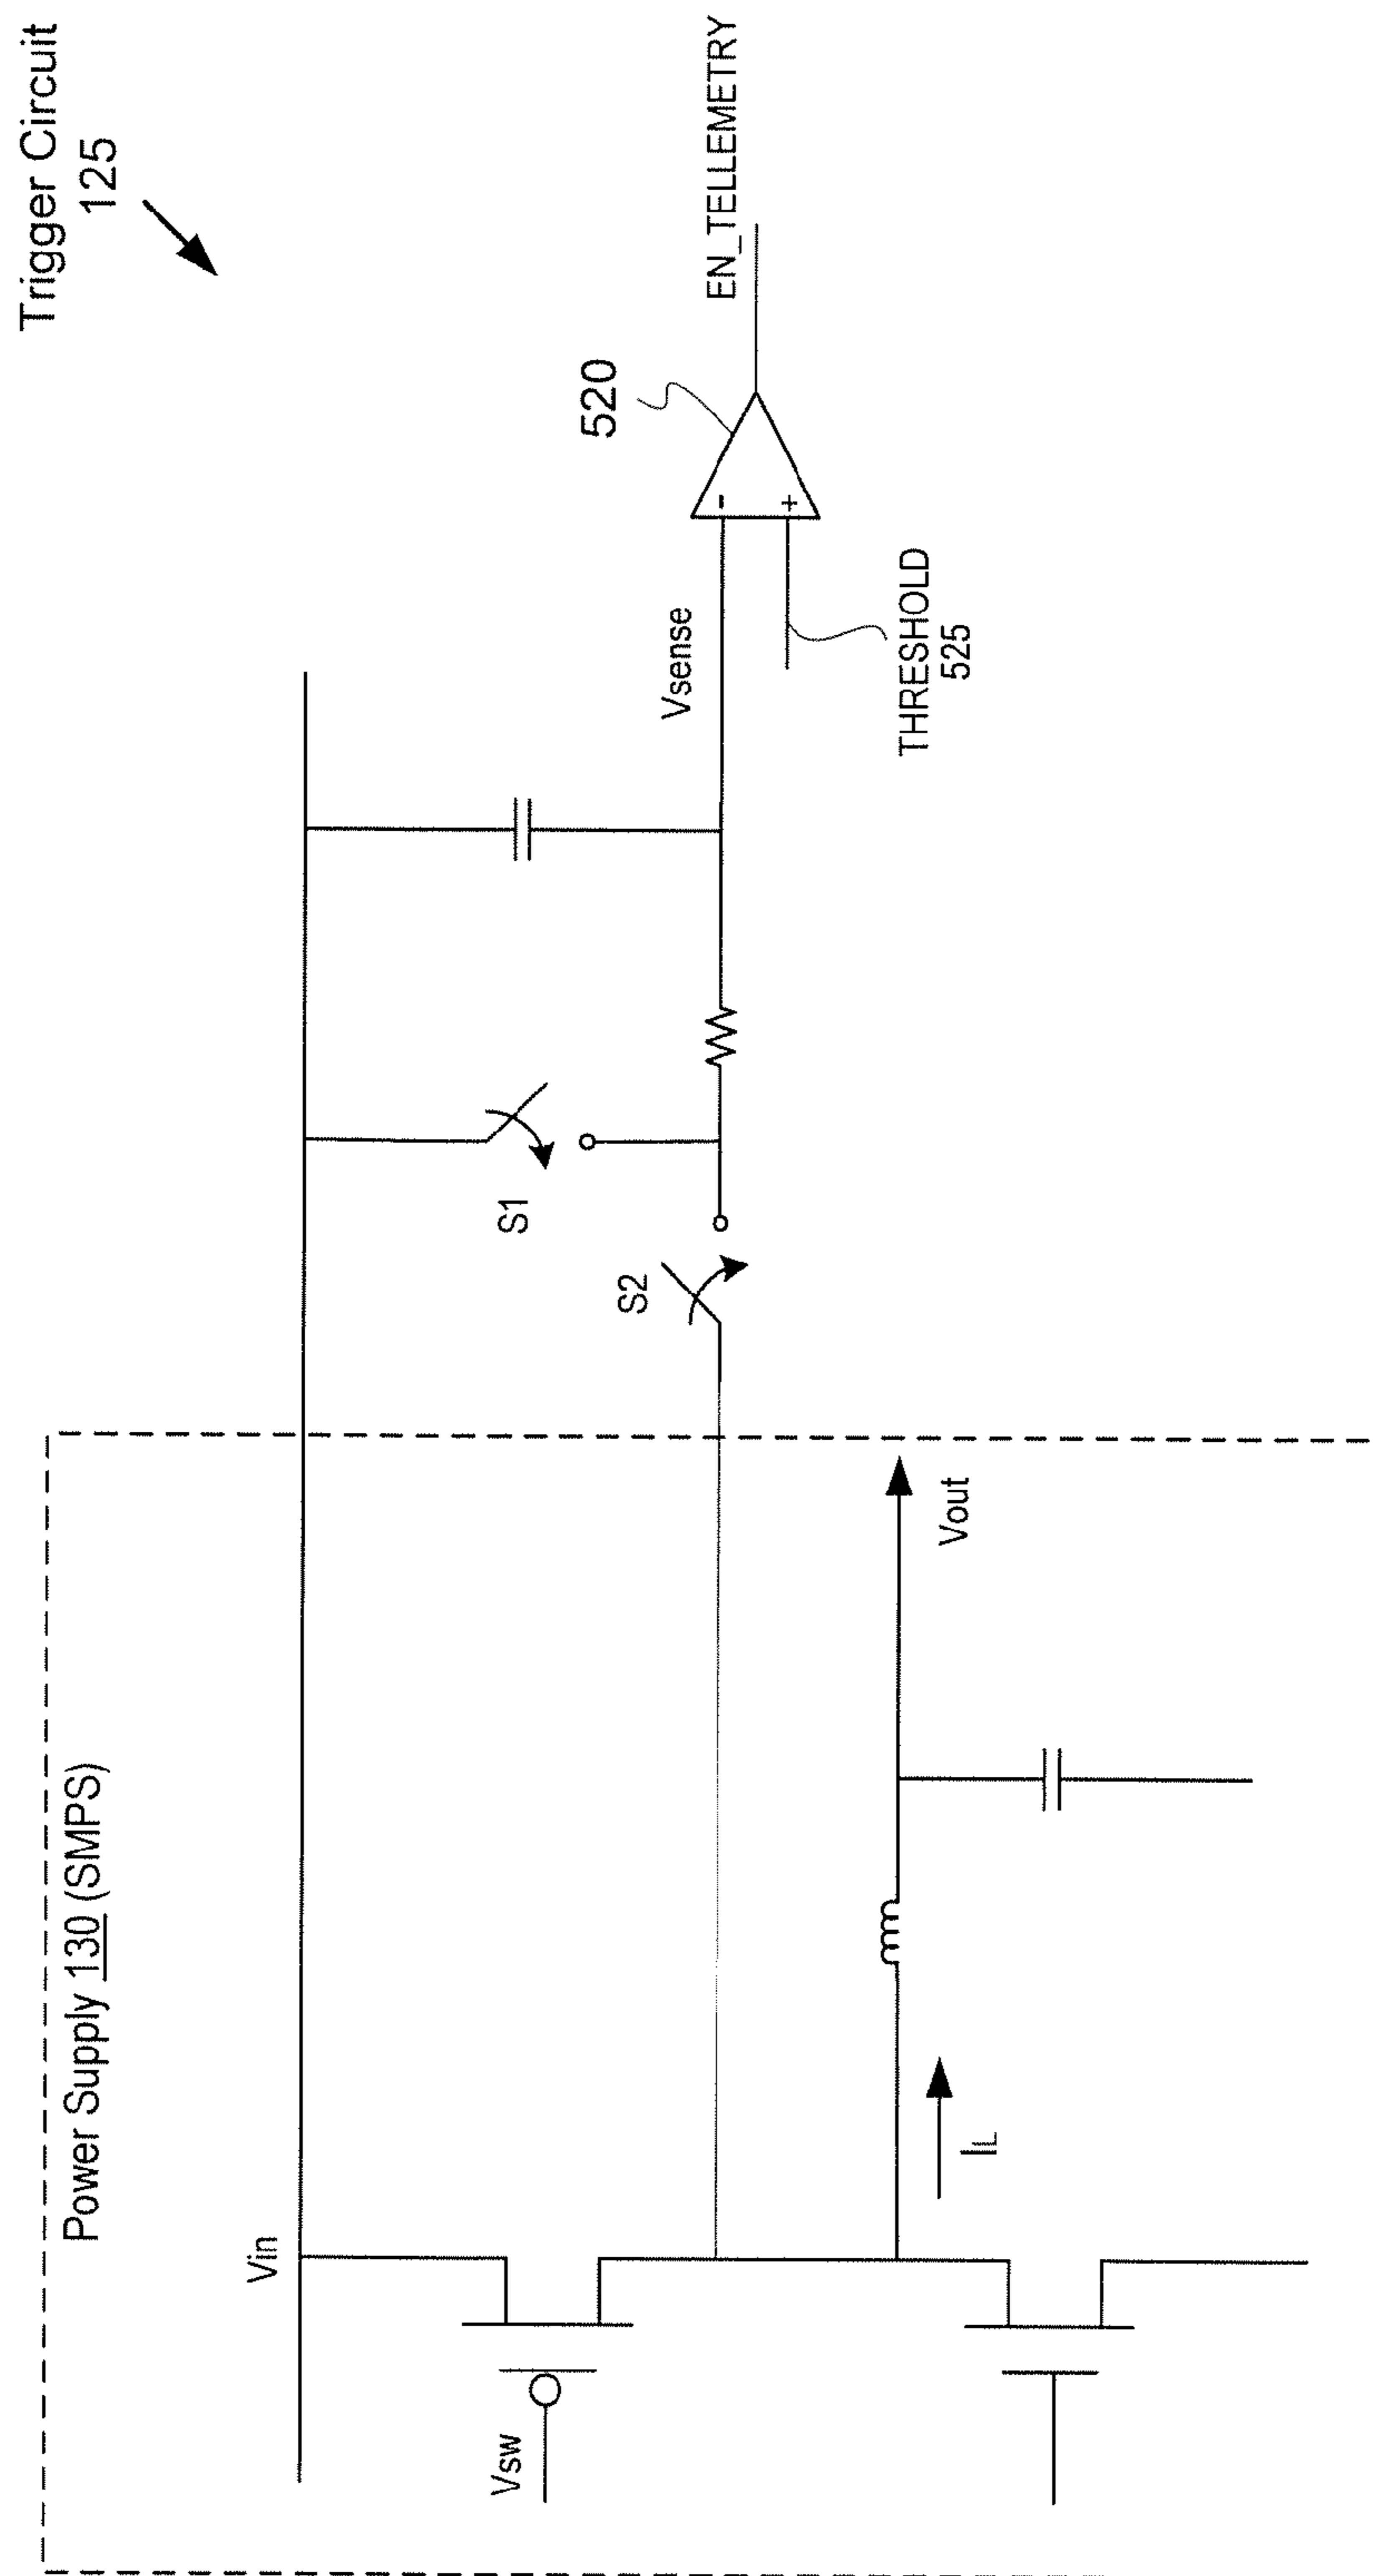 Trigger Circuit
125
Power Supply 130 (SMPS)
Vin
Vsw
IL
Vout
S1
S2
Vsense
THRESHOLD
525
-
+
520
EN_TELLEMETRY